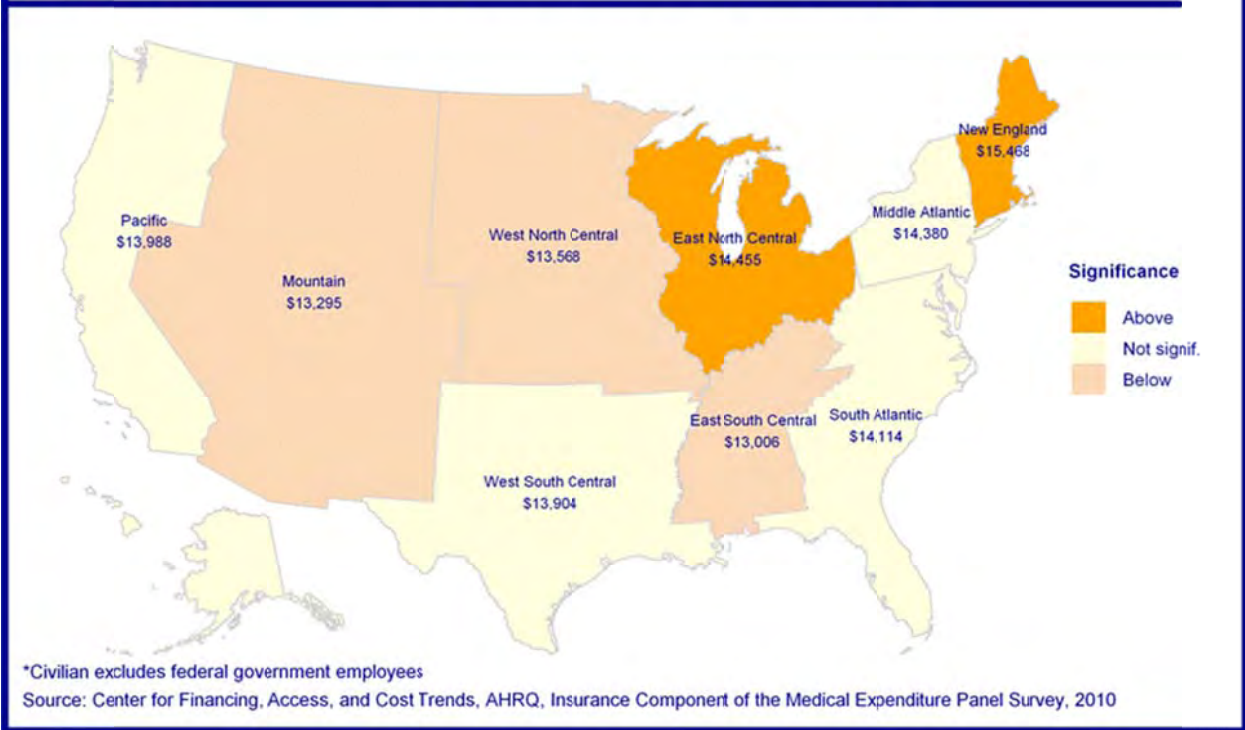 New England
$15,468
Middle Atlantic
$14,380
Pacific
$13,988
West North Central
$13,568
East North Central
$14,455
Mountain
$13,295
Significance
Above
Not signif.
Below
East South Central
$13,006
South Atlantic
$14,114
West South Central
$13,904
*Civilian excludes federal government employees
Source: Center for Financing, Access, and Cost Trends, AHRQ, Insurance Component of the Medical Expenditure Panel Survey, 2010